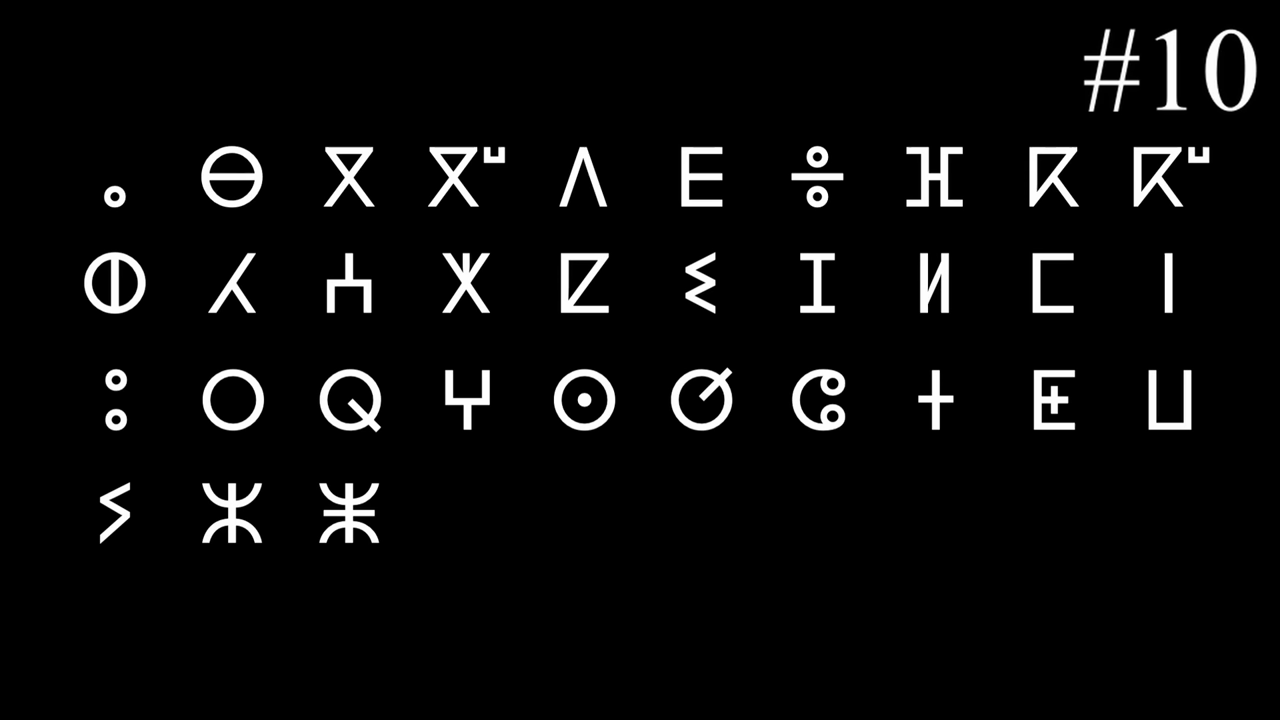 #10
ⴰ ⴱ ⴳ ⴳⵯ ⴷ ⴹ ⴻ ⴼ ⴽ ⴽⵯ
ⵀ ⵃ ⵄ ⵅ ⵇ ⵉ ⵊ ⵍ ⵎ ⵏ
ⵓ ⵔ ⵕ ⵖ ⵙ ⵚ ⵛ ⵜ ⵟ ⵡ
ⵢ ⵣ ⵥ